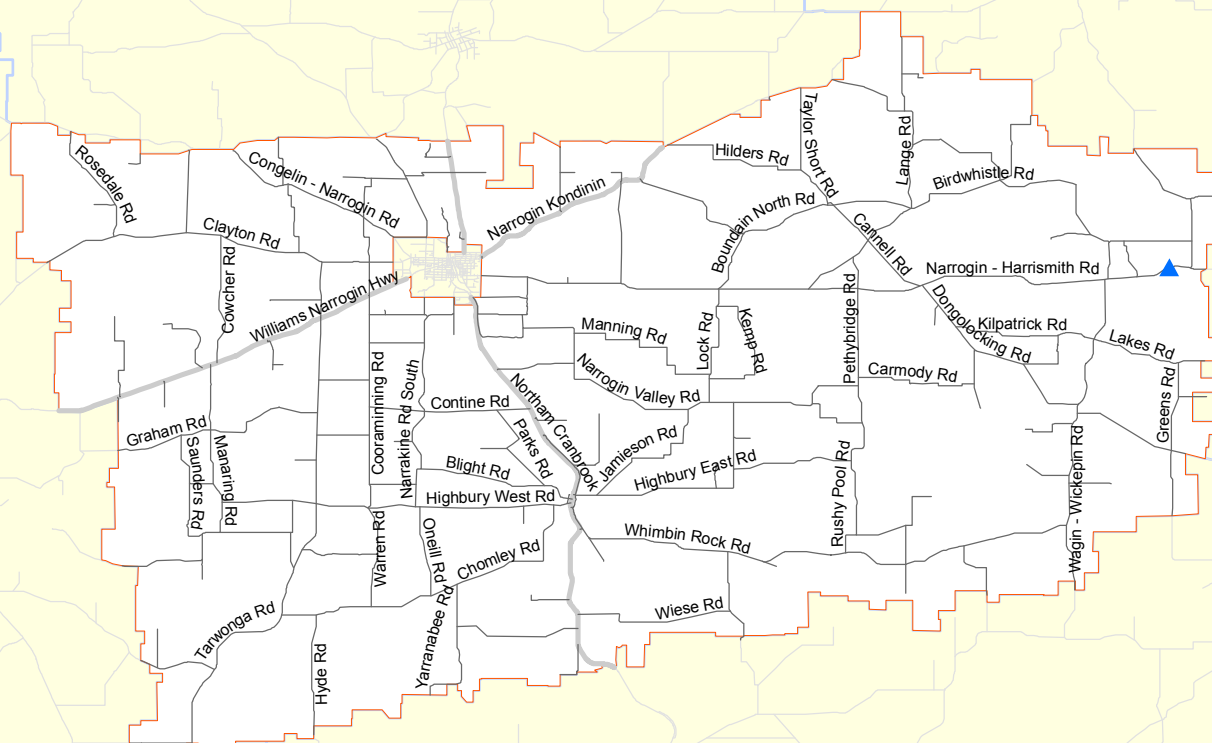 Taylor Short Rd
Lange Rd
Rosedale Rd
Congelin - Narrogin Rd
Hilders Rd
Birdwhistle Rd
Narrogin Kondinin
Boundain North Rd
Clayton Rd
Cannell Rd
Cowcher Rd
Williams Narrogin Hwy
Narrogin - Harrismith Rd
Pethybridge Rd
Dongolocking Rd
Kilpatrick Rd
Manning Rd
Lock Rd
Kemp Rd
Lakes Rd
Narrogin Valley Rd
Carmody Rd
Greens Rd
Cooraminning Rd
Narrakine Rd South
Contine Rd
Northam Cranbrook
Graham Rd
Saunders Rd
Manaring Rd
Parks Rd
Jamieson Rd
Blight Rd
Highbury East Rd
Highbury West Rd
Rushy Pool Rd
Wagin - Wickepin Rd
Warren Rd
Oneill Rd
Chomley Rd
Whimbin Rock Rd
Tarwonga Rd
Yarranabee Rd
Wiese Rd
Hyde Rd